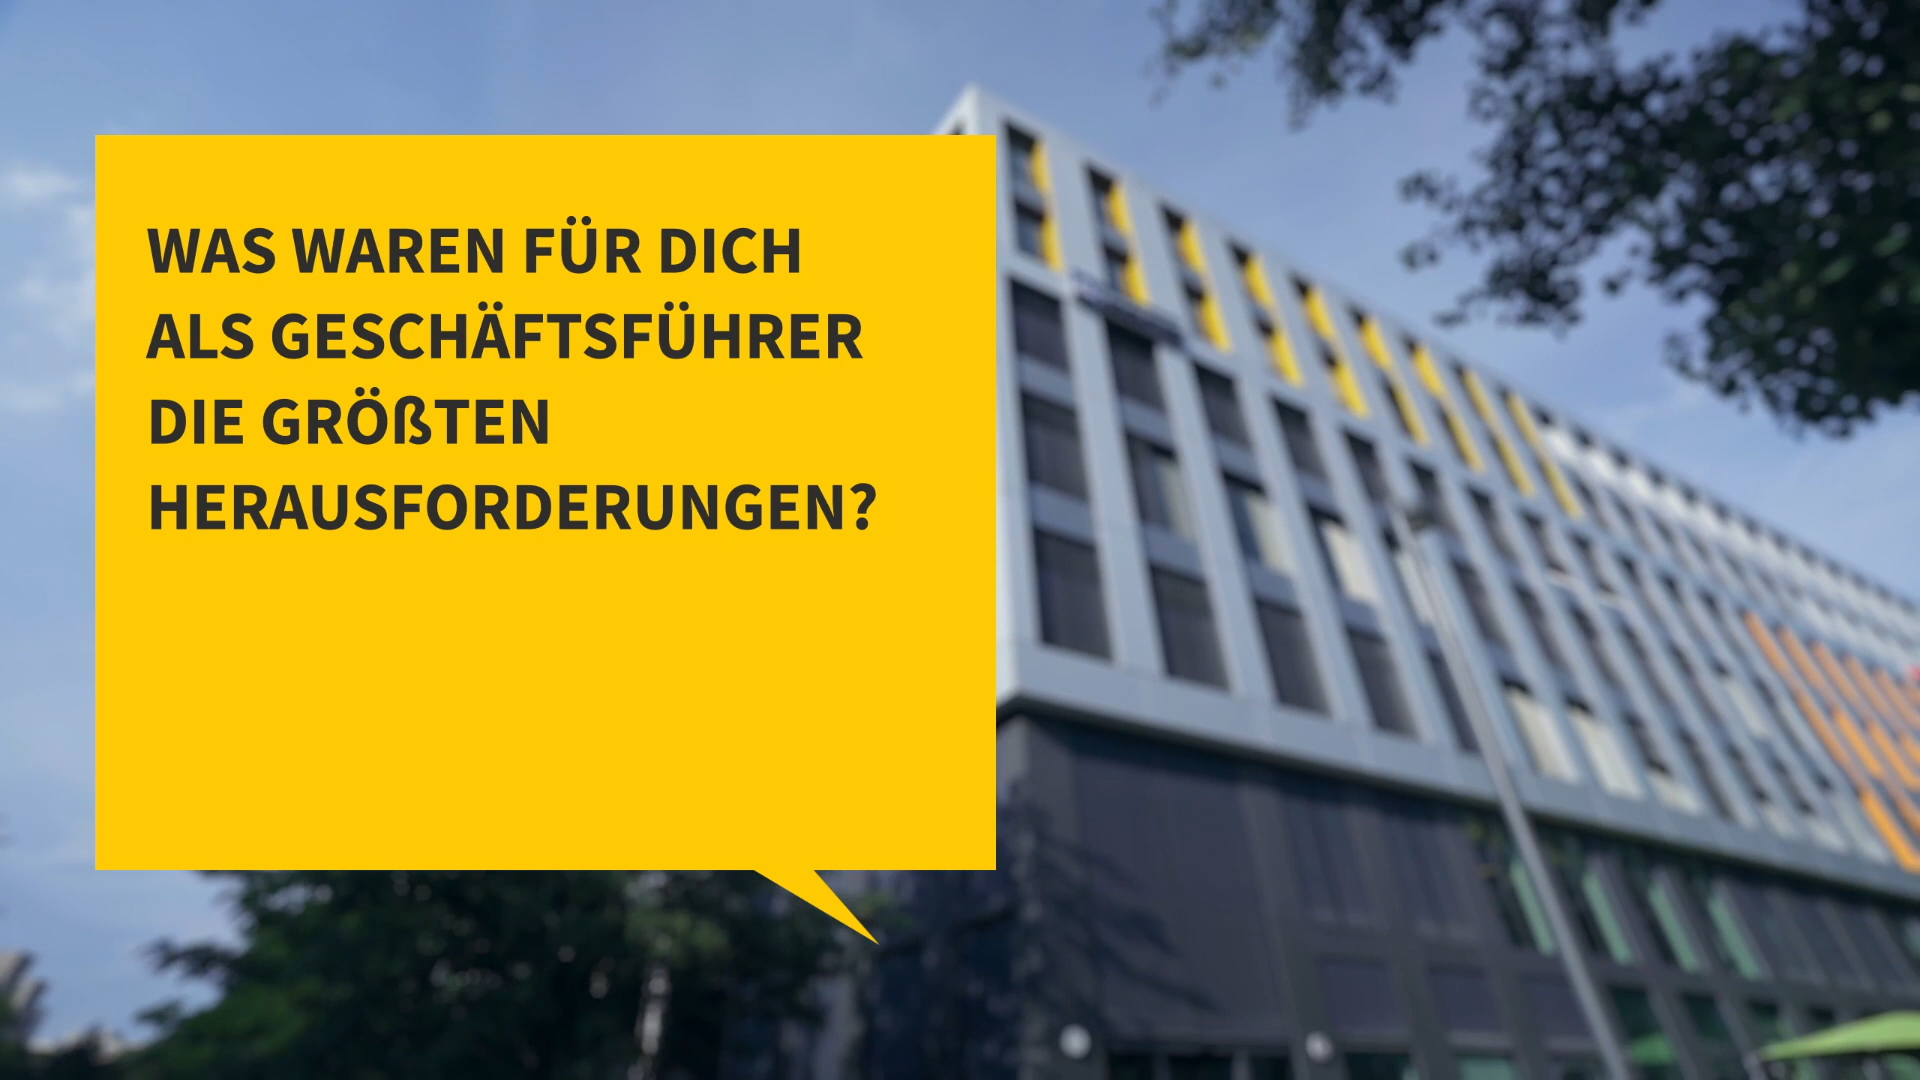 WAS WAREN FÜR DICH
ALS GESCHÄFTSFÜHRER
DIE GRÖßTEN
HERAUSFORDERUNGEN?